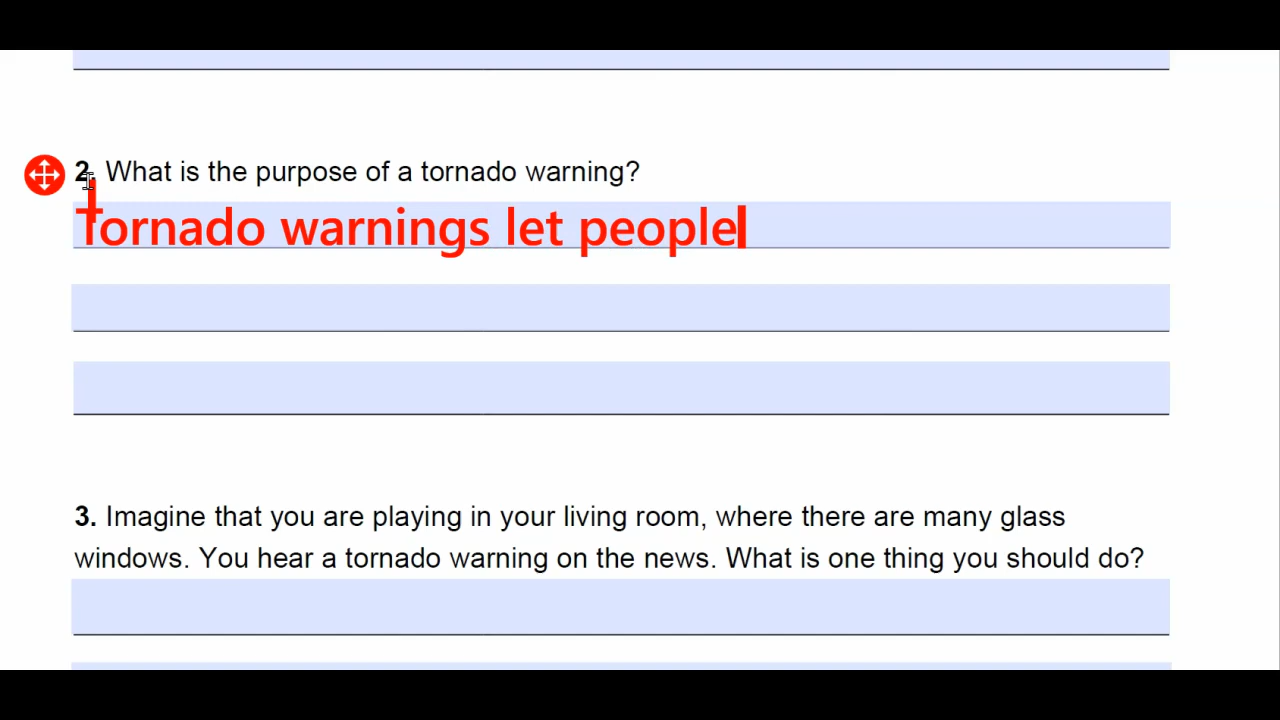 2. What is the purpose of a tornado warning?
Tornado warnings let people
3. Imagine that you are playing in your living room, where there are many glass
windows. You hear a tornado warning on the news. What is one thing you should do?